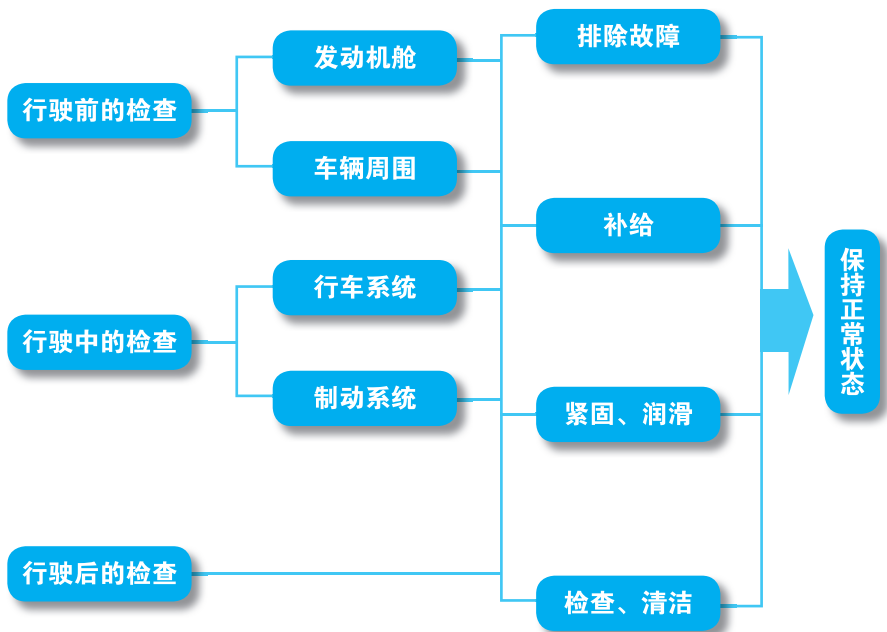 行驶前的检查
发动机舱
车辆周围
行驶中的检查
行车系统
制动系统
行驶后的检查
排除故障
补给
紧固、润滑
检查、清洁
保持正常状态